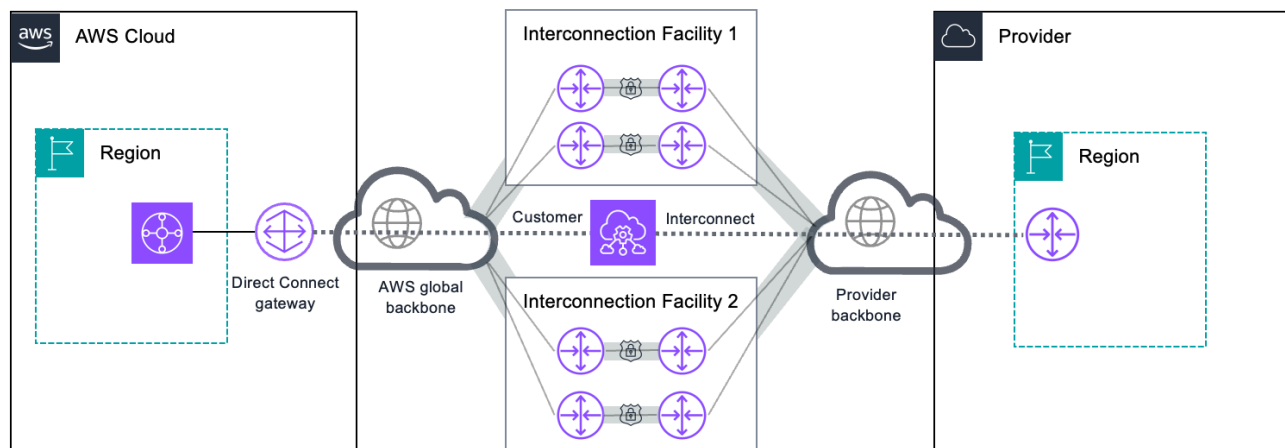 aws
AWS Cloud
Region
Direct Connect
gateway
AWS global
backbone
Interconnection Facility 1
Customer
Interconnect
Interconnection Facility 2
Provider
backbone
Provider
Region